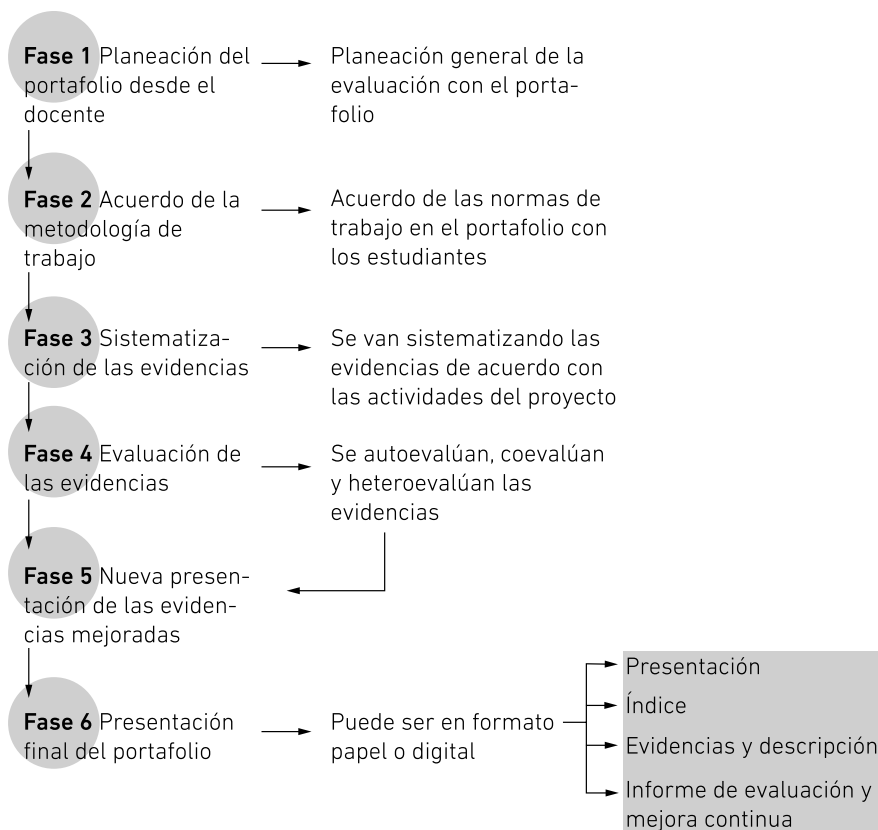 Fase 1 Planeación del
portafolio desde el
docente
Planeación general de la
evaluación con el porta-
folio
Fase 2 Acuerdo de la
metodología de
trabajo
Acuerdo de las normas de
trabajo en el portafolio con
los estudiantes
Fase 3 Sistematiza-
ción de las evidencias
Se van sistematizando las
evidencias de acuerdo con
las actividades del proyecto
Fase 4 Evaluación de
las evidencias
Se autoevalúan, coevalúan
y heteroevalúan las
evidencias
Fase 5 Nueva presen-
tación de las eviden-
cias mejoradas
Fase 6 Presentación
final del portafolio
Puede ser en formato
papel o digital
Presentación
Índice
Evidencias y descripción
Informe de evaluación y
mejora continua